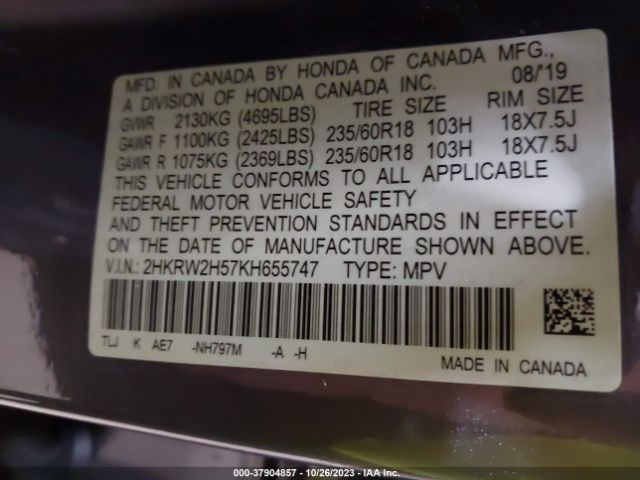 MFD. IN CANADA BY HONDA OF CANADA MFG.,
A DIVISION OF HONDA CANADA INC. 08/'19
GVWR 2130KG (4695LBS) TIRE SIZE RIM SIZE
GAWR F 1100KG (2425LBS) 235/60R18 103H 18X7.5J
GAWR R 1075KG (2369LBS) 235/60R18 103H 18X7.5J
THIS VEHICLE CONFORMS TO ALL APPLICABLE
FEDERAL MOTOR VEHICLE SAFETY
AND THEFT PREVENTION STANDARDS IN EFFECT
ON THE DATE OF MANUFACTURE SHOWN ABOVE.
V.I.N.: 2HKRW2H57KH655747 TYPE: MPV
TLJ K AE7 -NH797M -A -H
MADE IN CANADA
000-37904857 - 10/26/2023 - IAA Inc.